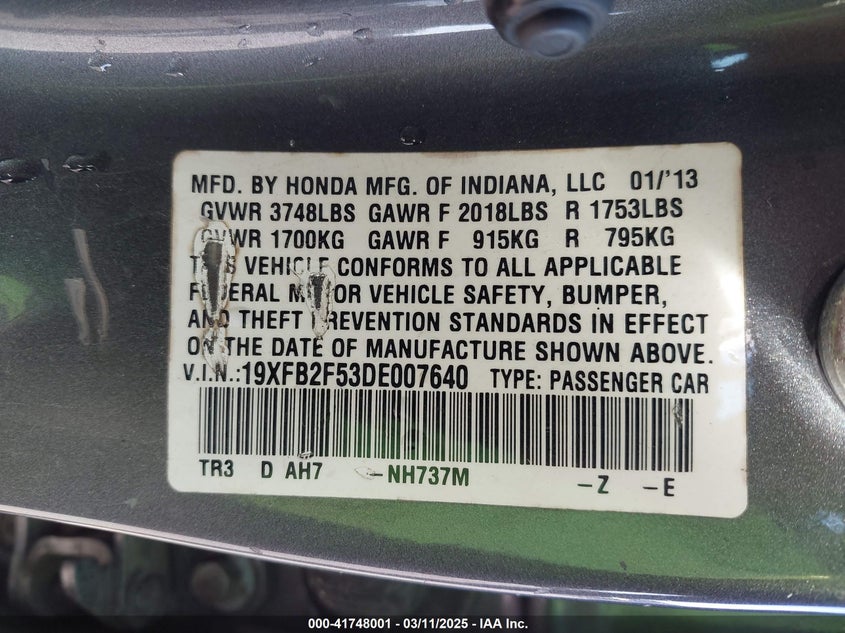 MFD. BY HONDA MFG. OF INDIANA, LLC 01/'13
GVWR 3748LBS GAWR F 2018LBS R 1753LBS
GVWR 1700KG GAWR F 915KG R 795KG
THIS VEHICLE CONFORMS TO ALL APPLICABLE
FEDERAL MOTOR VEHICLE SAFETY, BUMPER,
AND THEFT PREVENTION STANDARDS IN EFFECT
ON THE DATE OF MANUFACTURE SHOWN ABOVE.
V.I.N.:19XFB2F53DE007640 TYPE: PASSENGER CAR
TR3 D AH7 -NH737M -Z -E
000-41748001 - 03/11/2025 - IAA Inc.